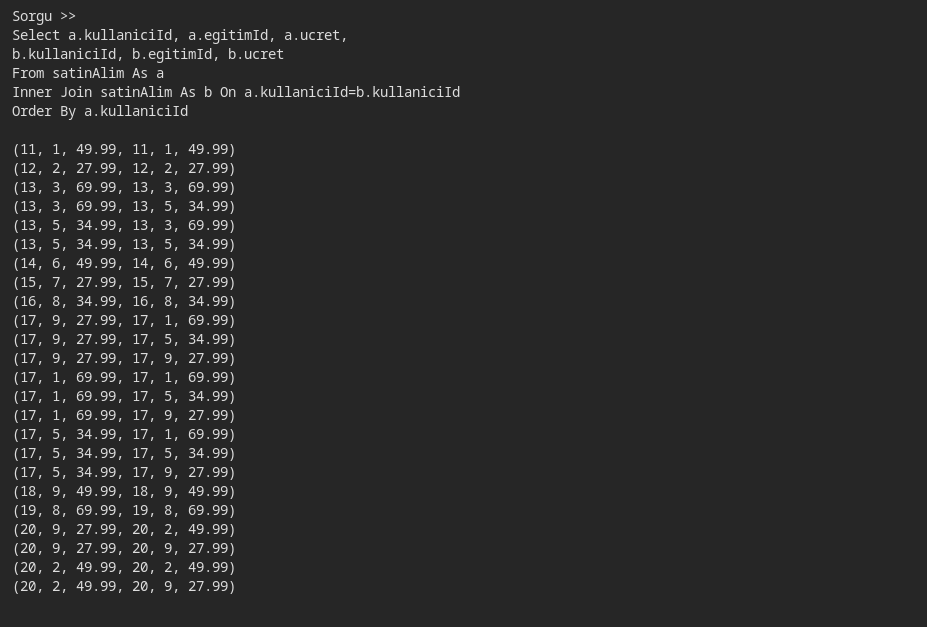 Sorgu >>
Select a.kullaniciId, a.egitimId, a.ucret,
b.kullaniciId, b.egitimId, b.ucret
From satinAlim As a
Inner Join satinAlim As b On a.kullaniciId=b.kullaniciId
Order By a.kullaniciId
(11, 1, 49.99, 11, 1, 49.99)
(12, 2, 27.99, 12, 2, 27.99)
(13, 3, 69.99, 13, 3, 69.99)
(13, 3, 69.99, 13, 5, 34.99)
(13, 5, 34.99, 13, 3, 69.99)
(13, 5, 34.99, 13, 5, 34.99)
(14, 6, 49.99, 14, 6, 49.99)
(15, 7, 27.99, 15, 7, 27.99)
(16, 8, 34.99, 16, 8, 34.99)
(17, 9, 27.99, 17, 1, 69.99)
(17, 9, 27.99, 17, 5, 34.99)
(17, 9, 27.99, 17, 9, 27.99)
(17, 1, 69.99, 17, 1, 69.99)
(17, 1, 69.99, 17, 5, 34.99)
(17, 1, 69.99, 17, 9, 27.99)
(17, 5, 34.99, 17, 1, 69.99)
(17, 5, 34.99, 17, 5, 34.99)
(17, 5, 34.99, 17, 9, 27.99)
(18, 9, 49.99, 18, 9, 49.99)
(19, 8, 69.99, 19, 8, 69.99)
(20, 9, 27.99, 20, 2, 49.99)
(20, 9, 27.99, 20, 9, 27.99)
(20, 2, 49.99, 20, 2, 49.99)
(20, 2, 49.99, 20, 9, 27.99)